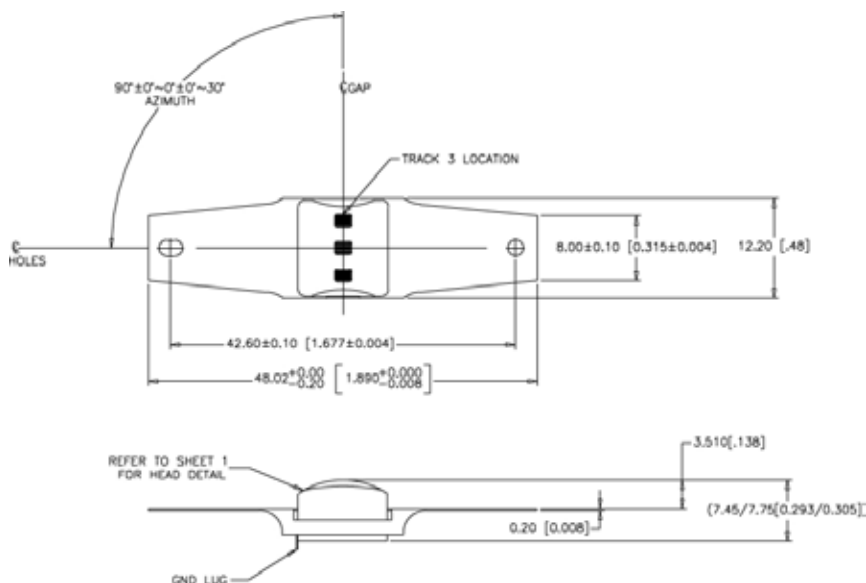 90°±0°~0°±0°~30°
AZIMUTH
℄GAP
TRACK 3 LOCATION
℄
HOLES
8.00±0.10 [0.315±0.004]
12.20 [.48]
42.60±0.10 [1.677±0.004]
48.02+0.00-0.20 [1.890+0.000-0.008]
REFER TO SHEET 1
FOR HEAD DETAIL
3.510[.138]
(7.45/7.75[0.293/0.305])
0.20 [0.008]
GND LUG